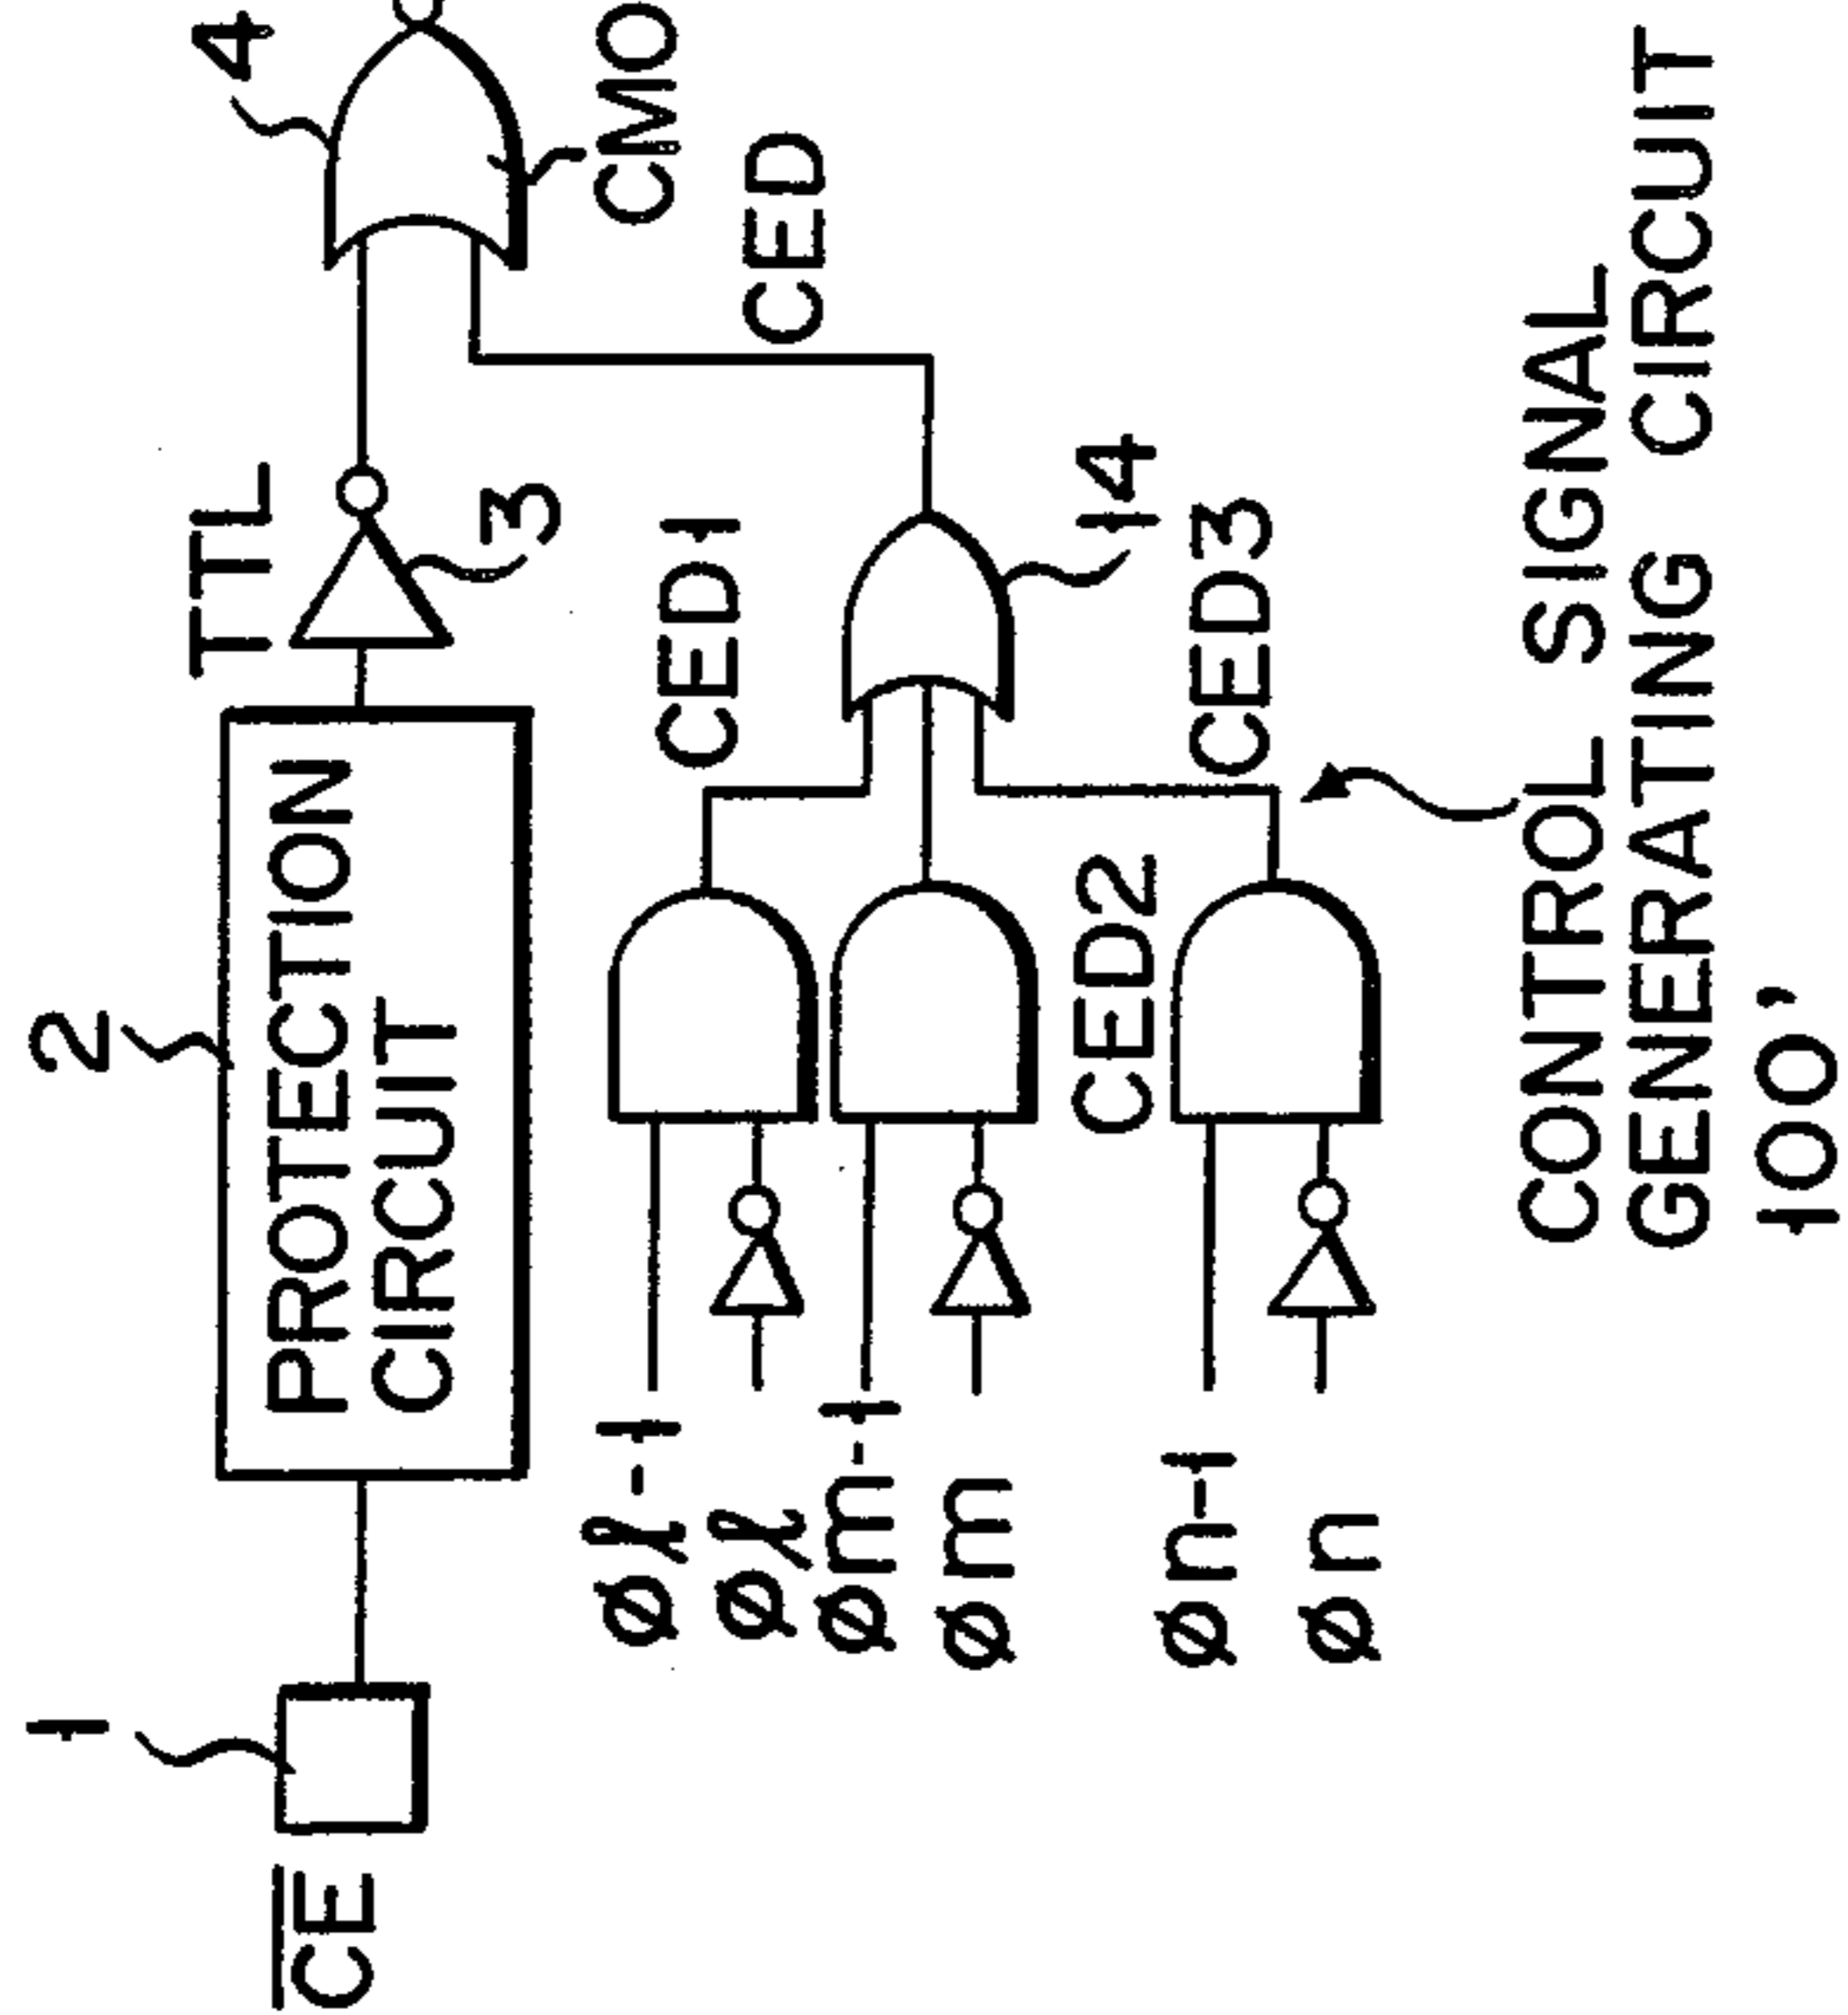 1
2
4
TTL
CE
PROTECTION
CIRCUIT
3
CMO
CED1
CED
øℓ-1
øℓ
øm-1
øm
CED2
14
CED3
øn-1
øn
CONTROL SIGNAL
GENERATING CIRCUIT
100'